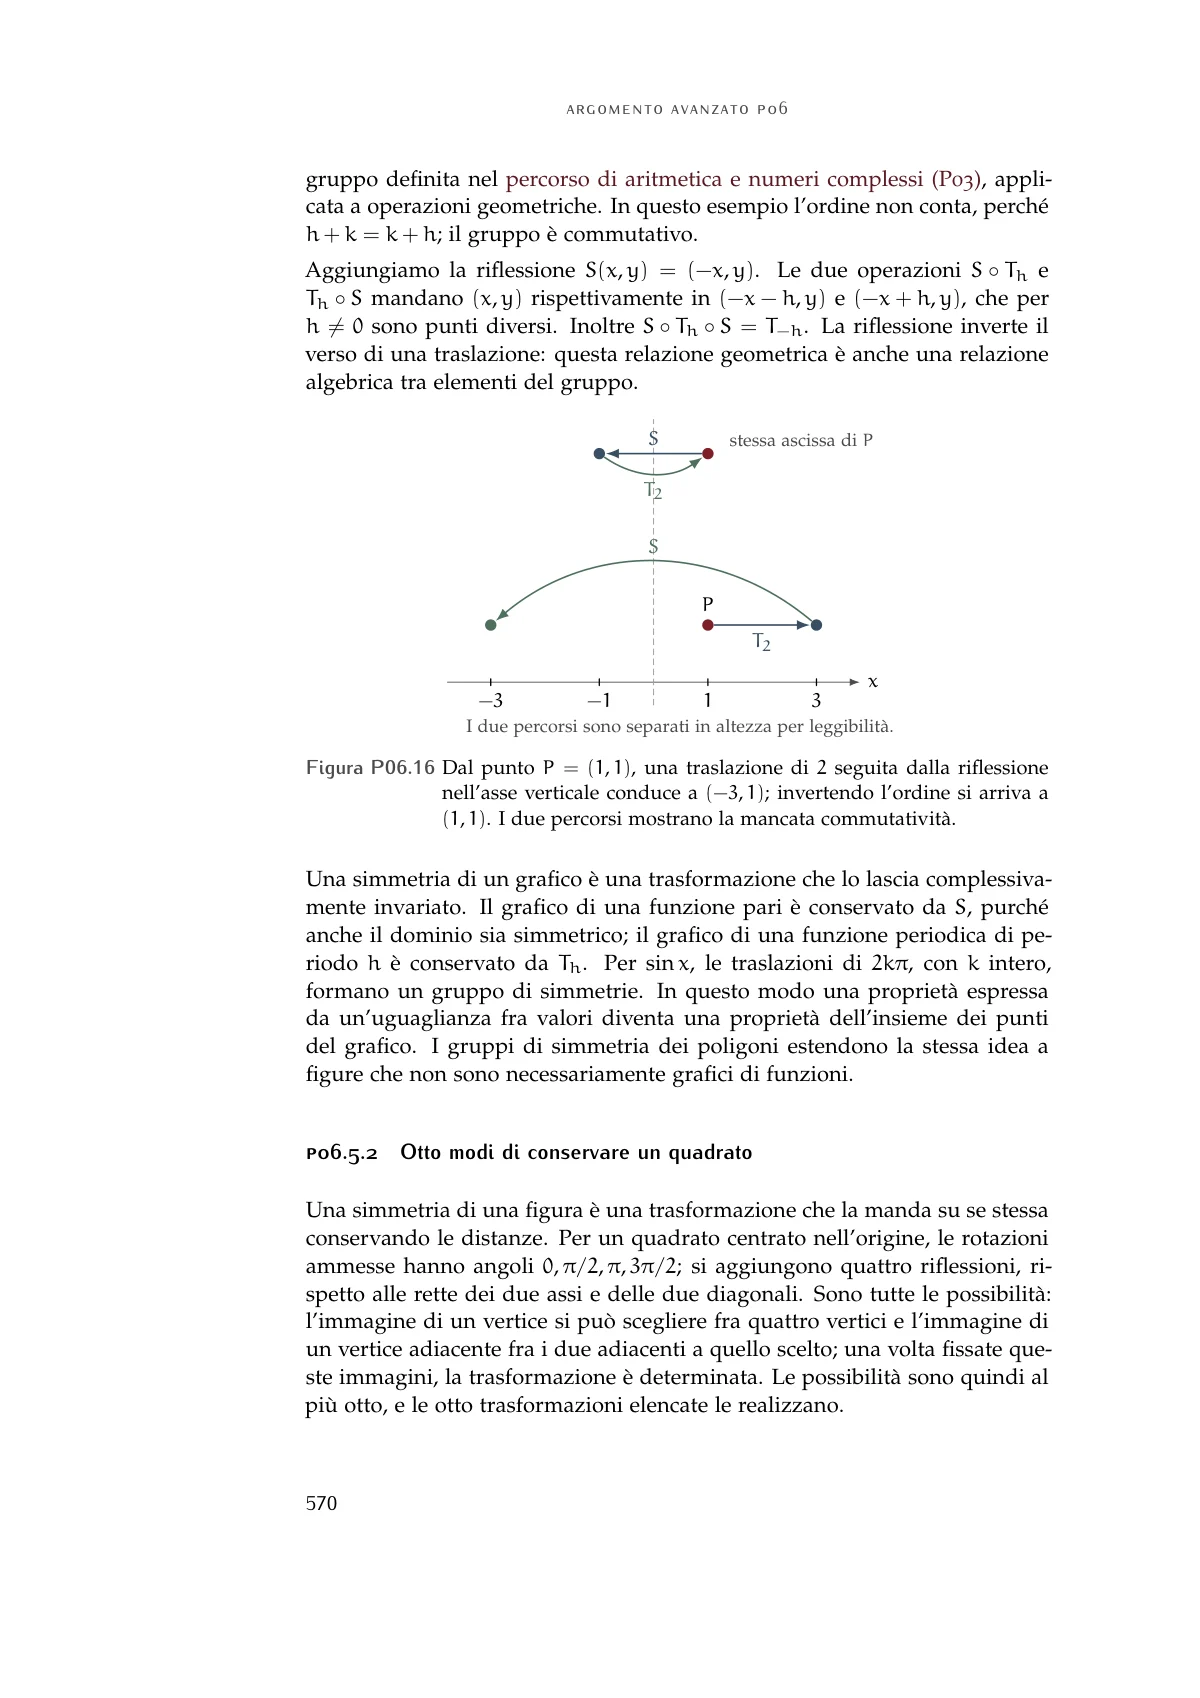 ARGOMENTO AVANZATO P06
gruppo definita nel percorso di aritmetica e numeri complessi (P03), appli-
cata a operazioni geometriche. In questo esempio l'ordine non conta, perché
h + k = k + h; il gruppo è commutativo.
Aggiungiamo la riflessione S(x, y) = (−x, y). Le due operazioni S ∘ Tₕ e
Tₕ ∘ S mandano (x, y) rispettivamente in (−x − h, y) e (−x + h, y), che per
h ≠ 0 sono punti diversi. Inoltre S ∘ Tₕ ∘ S = T₋ₕ. La riflessione inverte il
verso di una traslazione: questa relazione geometrica è anche una relazione
algebrica tra elementi del gruppo.
S
stessa ascissa di P
T₂
S
P
T₂
x
−3 −1 1 3
I due percorsi sono separati in altezza per leggibilità.
Figura P06.16 Dal punto P = (1, 1), una traslazione di 2 seguita dalla riflessione
nell'asse verticale conduce a (−3, 1); invertendo l'ordine si arriva a
(1, 1). I due percorsi mostrano la mancata commutatività.
Una simmetria di un grafico è una trasformazione che lo lascia complessiva-
mente invariato. Il grafico di una funzione pari è conservato da S, purché
anche il dominio sia simmetrico; il grafico di una funzione periodica di pe-
riodo h è conservato da Tₕ. Per sin x, le traslazioni di 2kπ, con k intero,
formano un gruppo di simmetrie. In questo modo una proprietà espressa
da un'uguaglianza fra valori diventa una proprietà dell'insieme dei punti
del grafico. I gruppi di simmetria dei poligoni estendono la stessa idea a
figure che non sono necessariamente grafici di funzioni.
P06.5.2 Otto modi di conservare un quadrato
Una simmetria di una figura è una trasformazione che la manda su se stessa
conservando le distanze. Per un quadrato centrato nell'origine, le rotazioni
ammesse hanno angoli 0, π/2, π, 3π/2; si aggiungono quattro riflessioni, ri-
spetto alle rette dei due assi e delle due diagonali. Sono tutte le possibilità:
l'immagine di un vertice si può scegliere fra quattro vertici e l'immagine di
un vertice adiacente fra i due adiacenti a quello scelto; una volta fissate que-
ste immagini, la trasformazione è determinata. Le possibilità sono quindi al
più otto, e le otto trasformazioni elencate le realizzano.
570